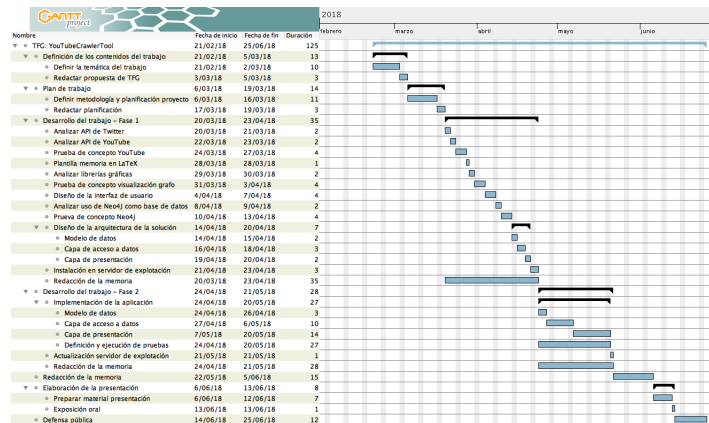 GANTT
project
2018
febrero marzo abril mayo junio
Nombre Fecha de inicio Fecha de fin Duración
TFG: YouTubeCrawlerTool 21/02/18 25/06/18 125
Definición de los contenidos del trabajo 21/02/18 5/03/18 13
Definir la temática del trabajo 21/02/18 2/03/18 10
Redactar propuesta de TFG 3/03/18 5/03/18 3
Plan de trabajo 6/03/18 19/03/18 14
Definir metodología y planificación proyecto 6/03/18 16/03/18 11
Redactar planificación 17/03/18 19/03/18 3
Desarrollo del trabajo - Fase 1 20/03/18 23/04/18 35
Analizar API de Twitter 20/03/18 21/03/18 2
Analizar API de YouTube 22/03/18 23/03/18 2
Prueba de concepto YouTube 24/03/18 27/03/18 4
Plantilla memoria en LaTeX 28/03/18 28/03/18 1
Analizar librerías gráficas 29/03/18 30/03/18 2
Prueba de concepto visualización grafo 31/03/18 3/04/18 4
Diseño de la interfaz de usuario 4/04/18 7/04/18 4
Analizar uso de Neo4J como base de datos 8/04/18 9/04/18 2
Prueva de concepto Neo4j 10/04/18 13/04/18 4
Diseño de la arquitectura de la solución 14/04/18 20/04/18 7
Modelo de datos 14/04/18 15/04/18 2
Capa de acceso a datos 16/04/18 18/04/18 3
Capa de presentación 19/04/18 20/04/18 2
Instalación en servidor de explotación 21/04/18 23/04/18 3
Redacción de la memoria 20/03/18 23/04/18 35
Desarrollo del trabajo - Fase 2 24/04/18 21/05/18 28
Implementación de la aplicación 24/04/18 20/05/18 27
Modelo de datos 24/04/18 26/04/18 3
Capa de acceso a datos 27/04/18 6/05/18 10
Capa de presentación 7/05/18 20/05/18 14
Definición y ejecución de pruebas 24/04/18 20/05/18 27
Actualización servidor de explotación 21/05/18 21/05/18 1
Redacción de la memoria 24/04/18 21/05/18 28
Redacción de la memoria 22/05/18 5/06/18 15
Elaboración de la presentación 6/06/18 13/06/18 8
Preparar material presentación 6/06/18 12/06/18 7
Exposición oral 13/06/18 13/06/18 1
Defensa pública 14/06/18 25/06/18 12